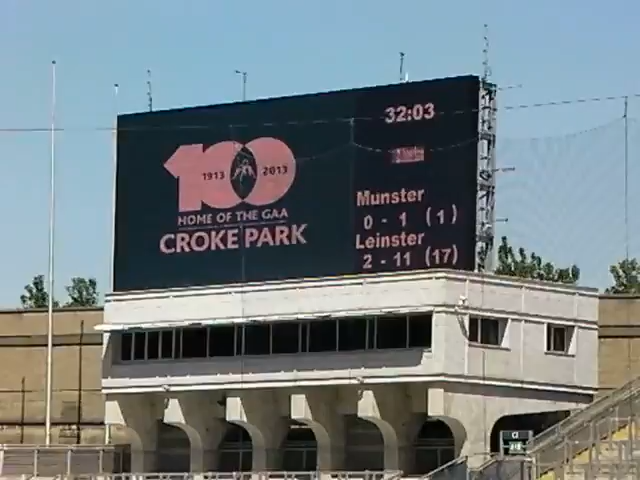 32:03
100
1913 2013
HOME OF THE GAA
CROKE PARK
Munster
0 - 1 (1)
Leinster
2 - 11 (17)